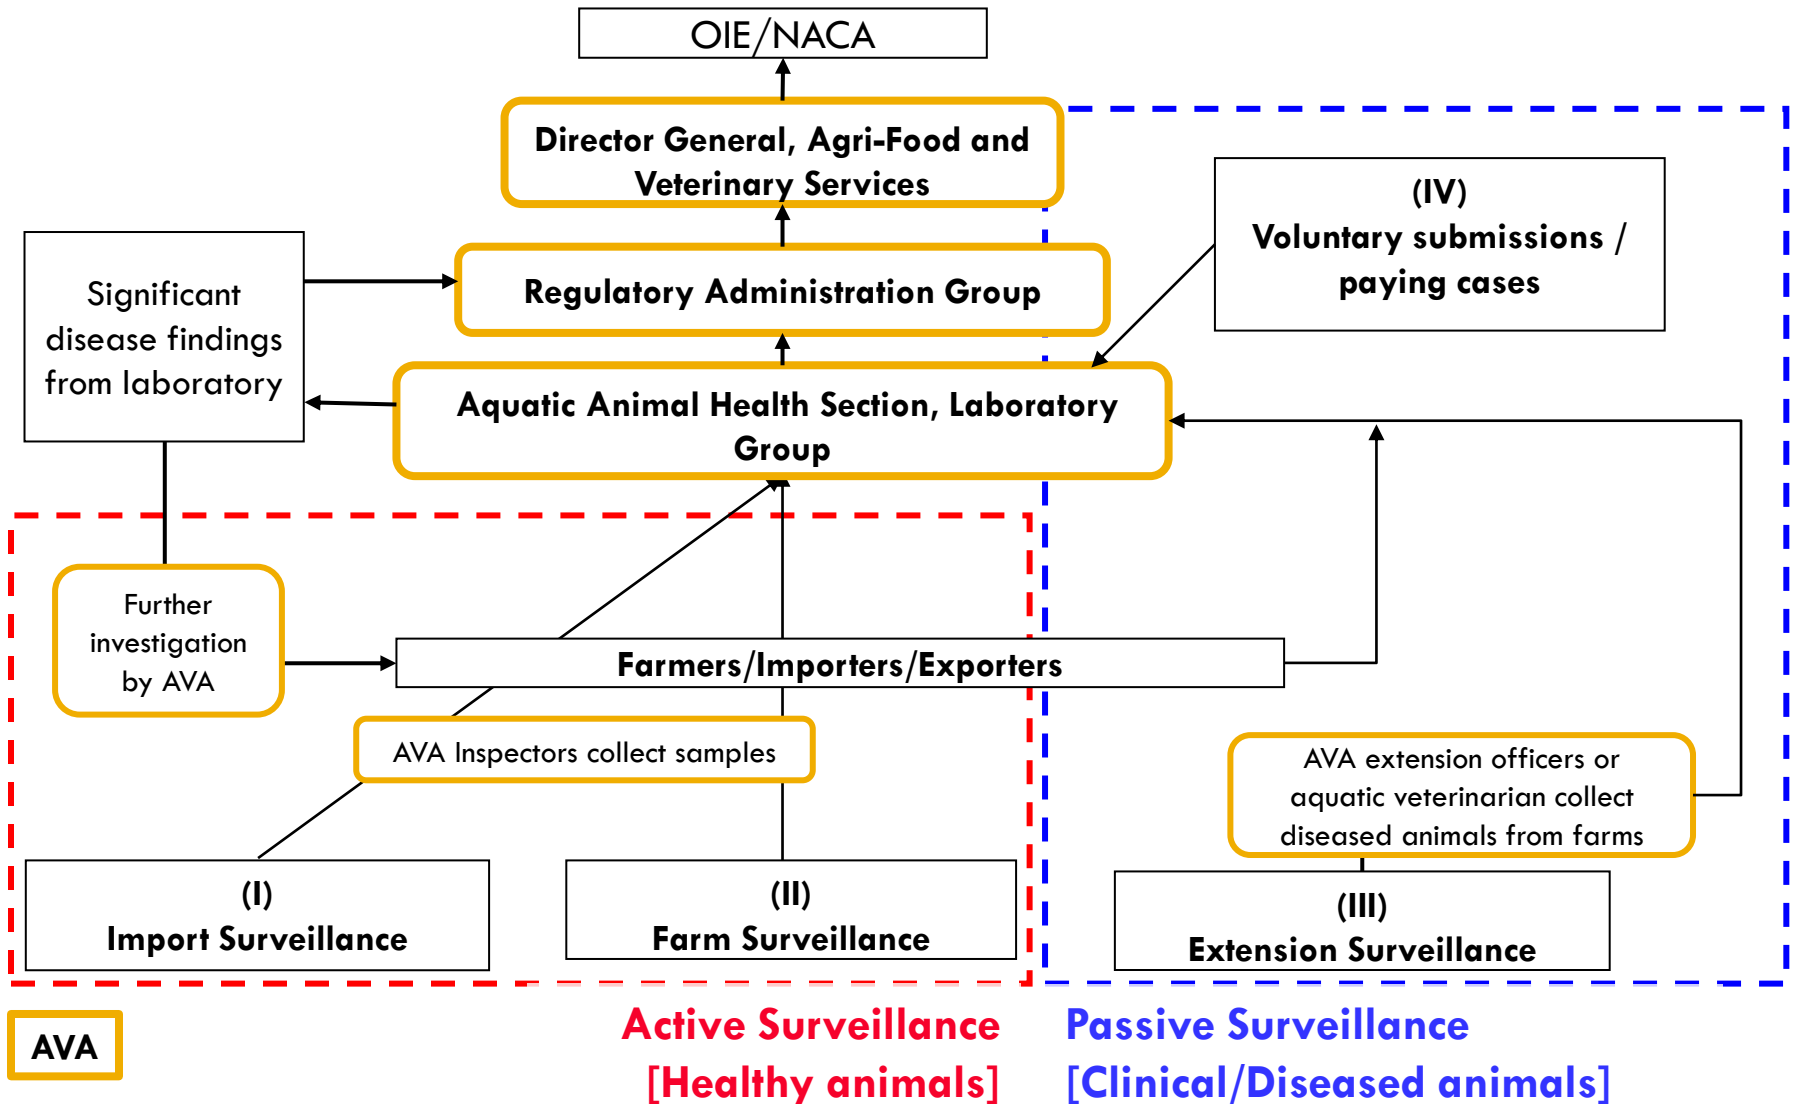 OIE/NACA
Director General, Agri-Food and
Veterinary Services
(IV)
Voluntary submissions /
paying cases
Significant
disease findings
from laboratory
Regulatory Administration Group
Aquatic Animal Health Section, Laboratory
Group
Further
investigation
by AVA
Farmers/Importers/Exporters
AVA Inspectors collect samples
AVA extension officers or
aquatic veterinarian collect
diseased animals from farms
(I)
Import Surveillance
(II)
Farm Surveillance
(III)
Extension Surveillance
AVA
Active Surveillance
[Healthy animals]
Passive Surveillance
[Clinical/Diseased animals]